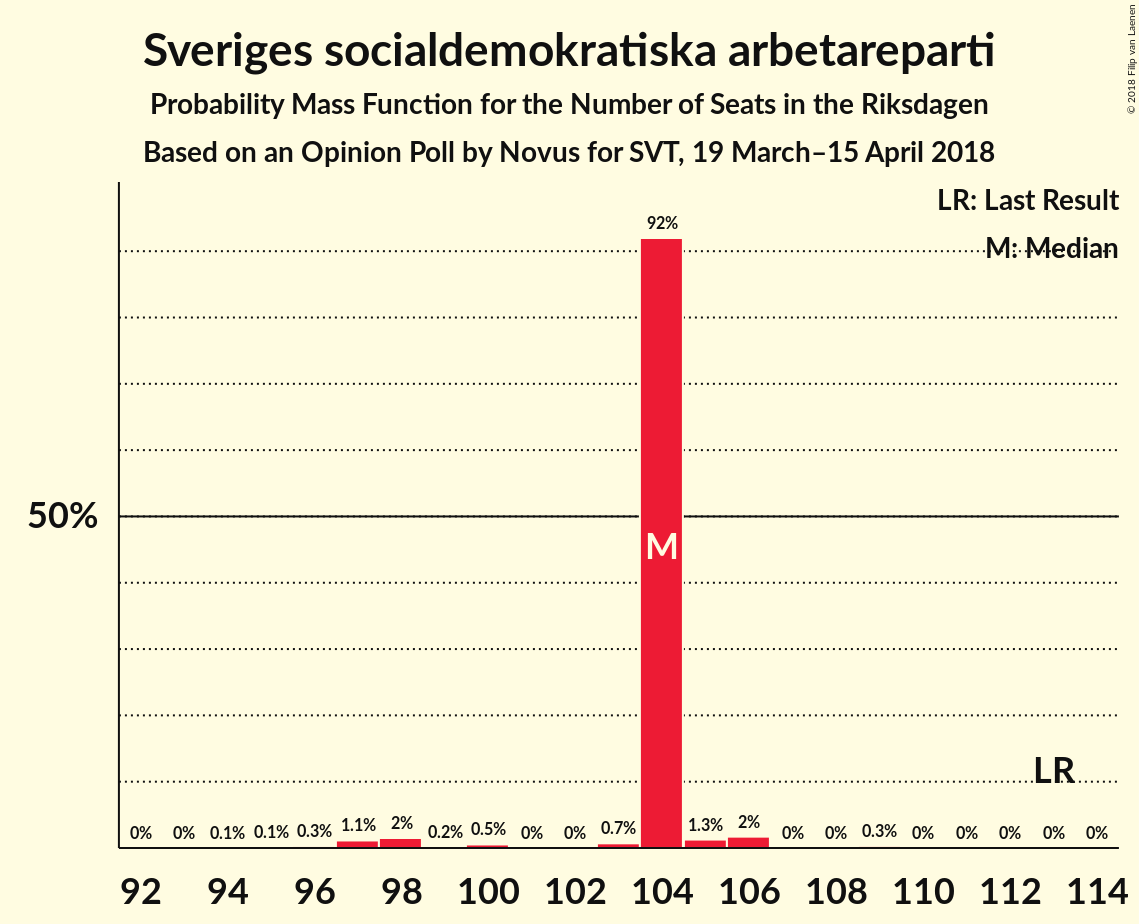 Sveriges socialdemokratiska arbetareparti
Probability Mass Function for the Number of Seats in the Riksdagen
Based on an Opinion Poll by Novus for SVT, 19 March–15 April 2018
© 2018 Filip van Laenen
LR: Last Result
M: Median
92%
50%
M
LR
0% 0% 0.1% 0.1% 0.3% 1.1% 2% 0.2% 0.5% 0% 0% 0.7% 1.3% 2% 0% 0% 0.3% 0% 0% 0% 0% 0%
92 94 96 98 100 102 104 106 108 110 112 114